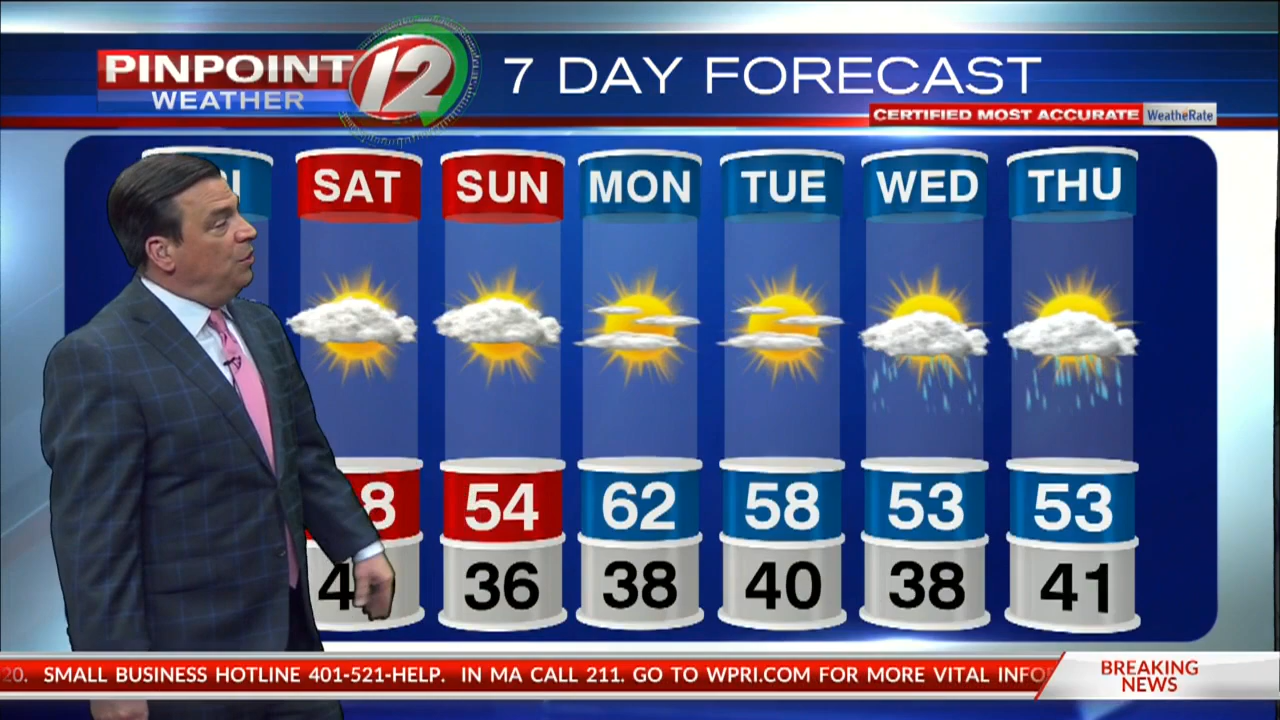 PINPOINT 12
WEATHER
7 DAY FORECAST
CERTIFIED MOST ACCURATE WeatheRate
SAT SUN MON TUE WED THU
54 62 58 53 53
36 38 40 38 41
20. SMALL BUSINESS HOTLINE 401-521-HELP. IN MA CALL 211. GO TO WPRI.COM FOR MORE VITAL INFO
BREAKING
NEWS